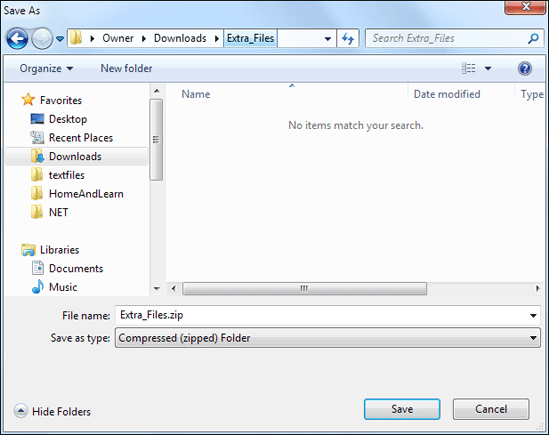 Save As
Owner Downloads Extra_Files Search Extra_Files
Organize New folder
Favorites
Desktop
Recent Places
Downloads
textfiles
HomeAndLearn
NET
Libraries
Documents
Music
Name Date modified Type
No items match your search.
File name: Extra_Files.zip
Save as type: Compressed (zipped) Folder
Hide Folders Save Cancel